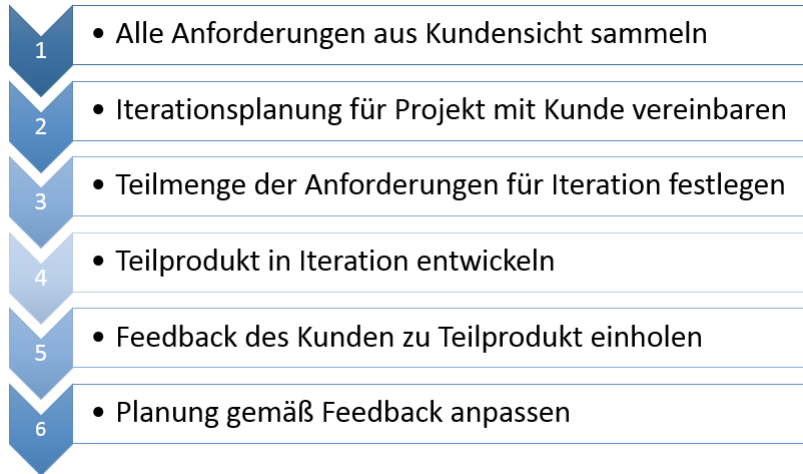 1 • Alle Anforderungen aus Kundensicht sammeln
2 • Iterationsplanung für Projekt mit Kunde vereinbaren
3 • Teilmenge der Anforderungen für Iteration festlegen
4 • Teilprodukt in Iteration entwickeln
5 • Feedback des Kunden zu Teilprodukt einholen
6 • Planung gemäß Feedback anpassen